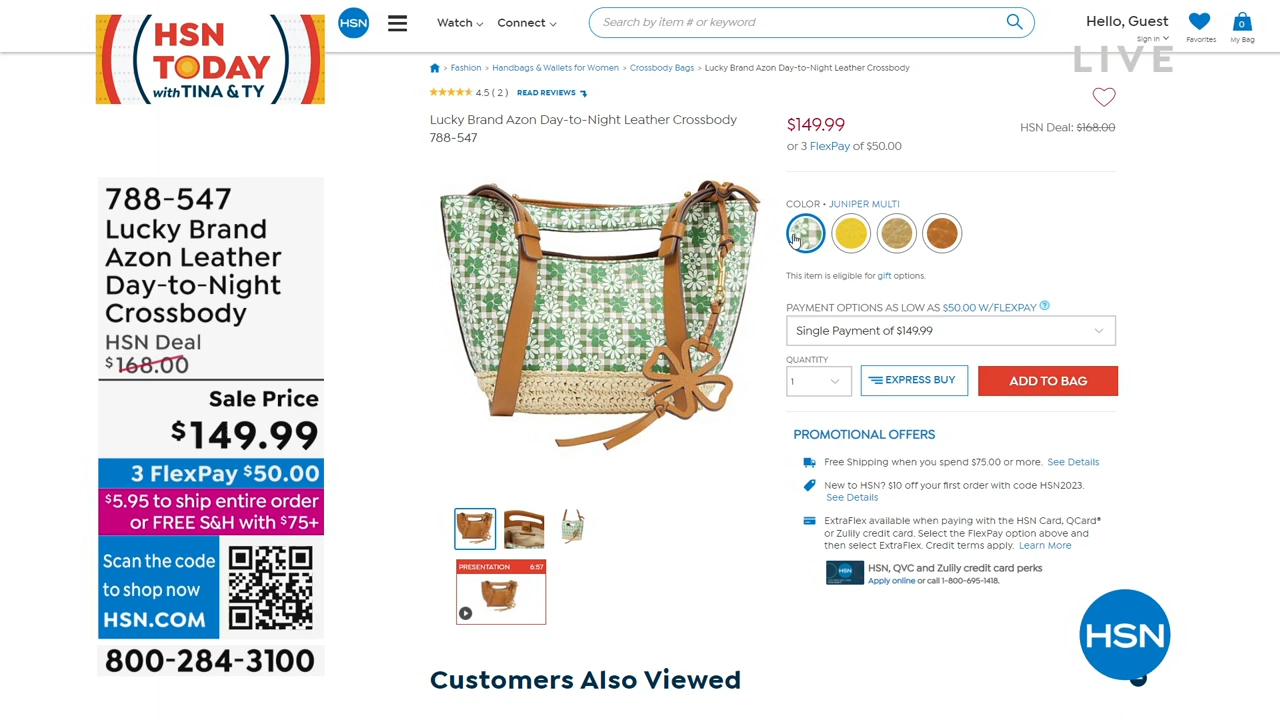 HSN
TODAY
with TINA & TY
788-547
Lucky Brand
Azon Leather
Day-to-Night
Crossbody
HSN Deal
$168.00
Sale Price
$149.99
3 FlexPay $50.00
$5.95 to ship entire order
or FREE S&H with $75+
Scan the code
to shop now
HSN.COM
800-284-3100
HSN
Watch
Connect
Search by item # or keyword
Hello, Guest
Sign in
Favorites
0
My Bag
LIVE
> Fashion > Handbags & Wallets for Women > Crossbody Bags > Lucky Brand Azon Day-to-Night Leather Crossbody
4.5 ( 2 ) READ REVIEWS
Lucky Brand Azon Day-to-Night Leather Crossbody
788-547
$149.99
HSN Deal: $168.00
or 3 FlexPay of $50.00
COLOR • JUNIPER MULTI
This item is eligible for gift options.
PAYMENT OPTIONS AS LOW AS $50.00 W/FLEXPAY ?
Single Payment of $149.99
QUANTITY
1
EXPRESS BUY
ADD TO BAG
PROMOTIONAL OFFERS
Free Shipping when you spend $75.00 or more. See Details
New to HSN? $10 off your first order with code HSN2023.
See Details
ExtraFlex available when paying with the HSN Card, QCard®
or Zulily credit card. Select the FlexPay option above and
then select ExtraFlex. Credit terms apply. Learn More
HSN
HSN, QVC and Zulily credit card perks
Apply online or call 1-800-695-1418.
PRESENTATION 6:57
HSN
Customers Also Viewed